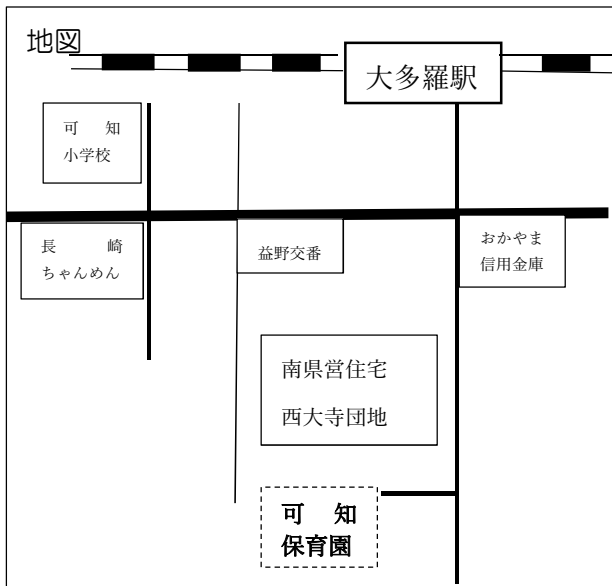 地図
大多羅駅
可　知
小学校
長　崎
ちゃんめん
益野交番
おかやま
信用金庫
南県営住宅
西大寺団地
可　知
保育園